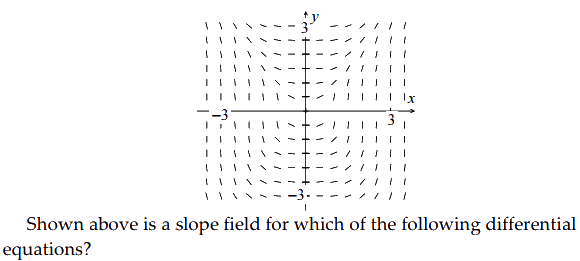 y
3
x
-3
3
-3
Shown above is a slope field for which of the following differential
equations?